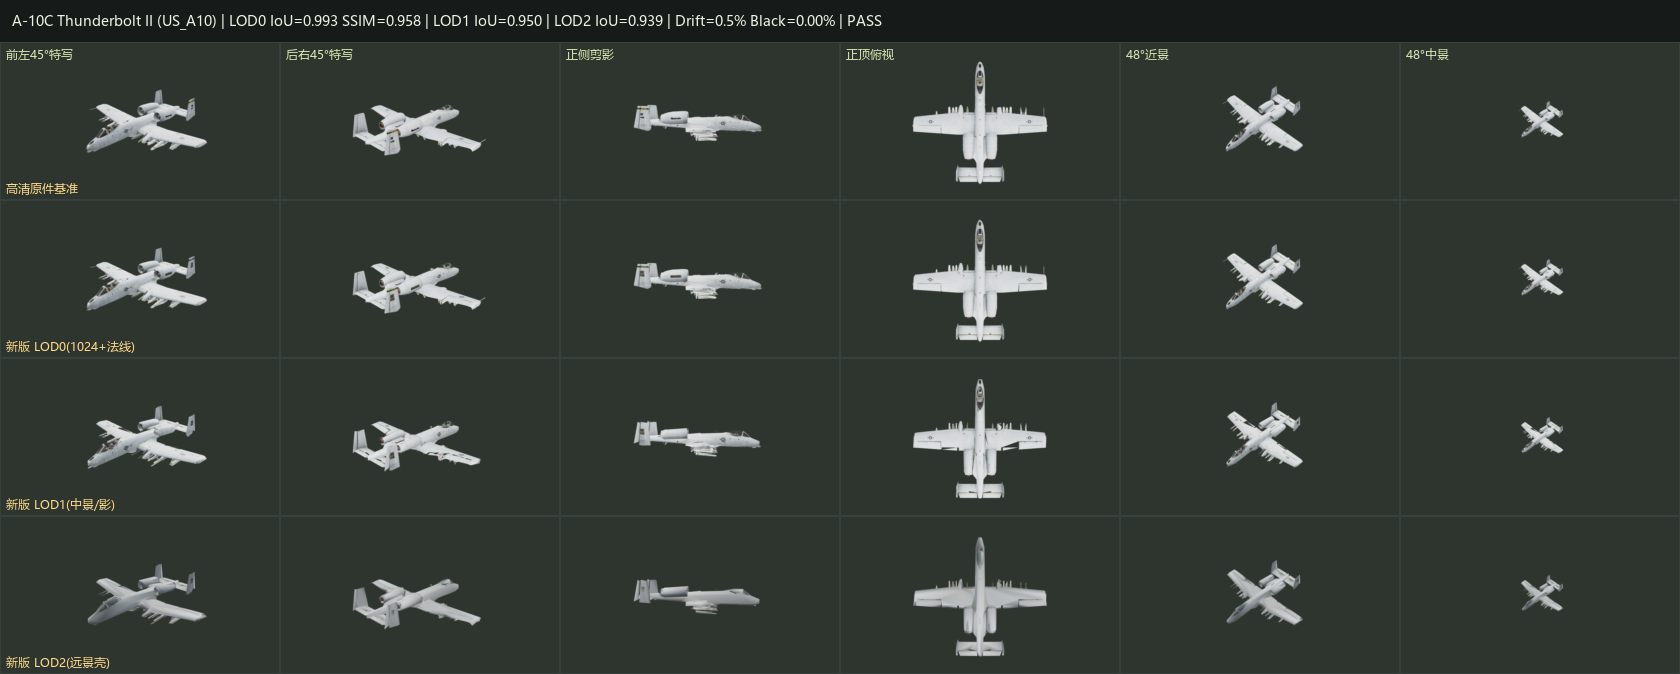 A-10C Thunderbolt II (US_A10) | LOD0 IoU=0.993 SSIM=0.958 | LOD1 IoU=0.950 | LOD2 IoU=0.939 | Drift=0.5% Black=0.00% | PASS
前左45°特写
后右45°特写
正侧剪影
正顶俯视
48°近景
48°中景
高清原件基准
新版 LOD0(1024+法线)
新版 LOD1(中景/影)
新版 LOD2(远景壳)